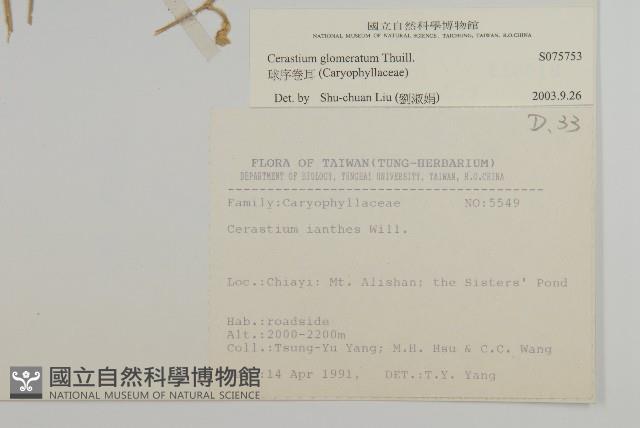 國立自然科學博物館
NATIONAL MUSEUM OF NATURAL SCIENCE, TAICHUNG, TAIWAN, R.O.CHINA
Cerastium glomeratum Thuill. S075753
球序卷耳 (Caryophyllaceae)
Det. by Shu-chuan Liu (劉淑娟) 2003.9.26
D. 33
FLORA OF TAIWAN(TUNG-HERBARIUM)
DEPARTMENT OF BIOLOGY, TUNGHAI UNIVERSITY, TAIWAN, R.O.CHINA
Family:Caryophyllaceae NO:5549
Cerastium ianthes Will.
Loc.:Chiayi: Mt. Alishan; the Sisters' Pond
Hab.:roadside
Alt.:2000-2200m
Coll.:Tsung-Yu Yang; M.H. Hsu & C.C. Wang
:14 Apr 1991, DET.:T.Y. Yang
國立自然科學博物館
NATIONAL MUSEUM OF NATURAL SCIENCE